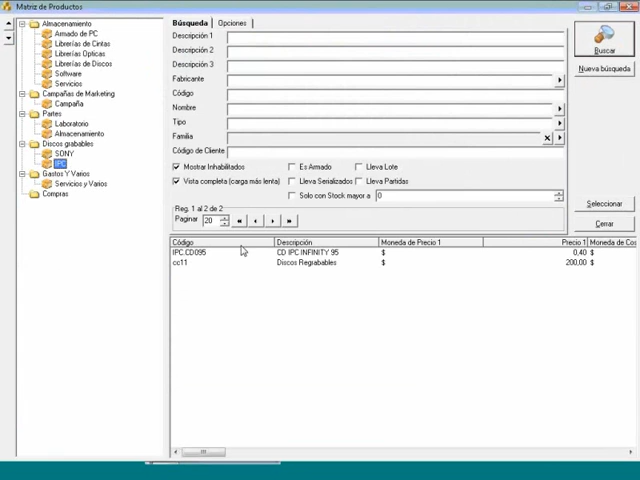 Matriz de Productos
Almacenamiento
Armado de PC
Librerías de Cintas
Librerías Opticas
Librerías de Discos
Software
Servicios
Campañas de Marketing
Campaña
Partes
Laboratorio
Almacenamiento
Discos grabables
SONY
IPC
Gastos Y Varios
Servicios y Varios
Compras
Búsqueda
Opciones
Descripción 1
Descripción 2
Descripción 3
Fabricante
Código
Nombre
Tipo
Familia
Código de Cliente
Mostrar Inhabilitados
Es Armado
Lleva Lote
Vista completa (carga más lenta)
Lleva Serializados
Lleva Partidas
Solo con Stock mayor a
0
Reg. 1 al 2 de 2
Paginar 20
Buscar
Nueva búsqueda
Seleccionar
Cerrar
Código Descripción Moneda de Precio 1 Precio 1 Moneda de Cos
IPC.CD095 CD IPC INFINITY 95 $ 0,40 $
cc11 Discos Regrabables $ 200,00 $